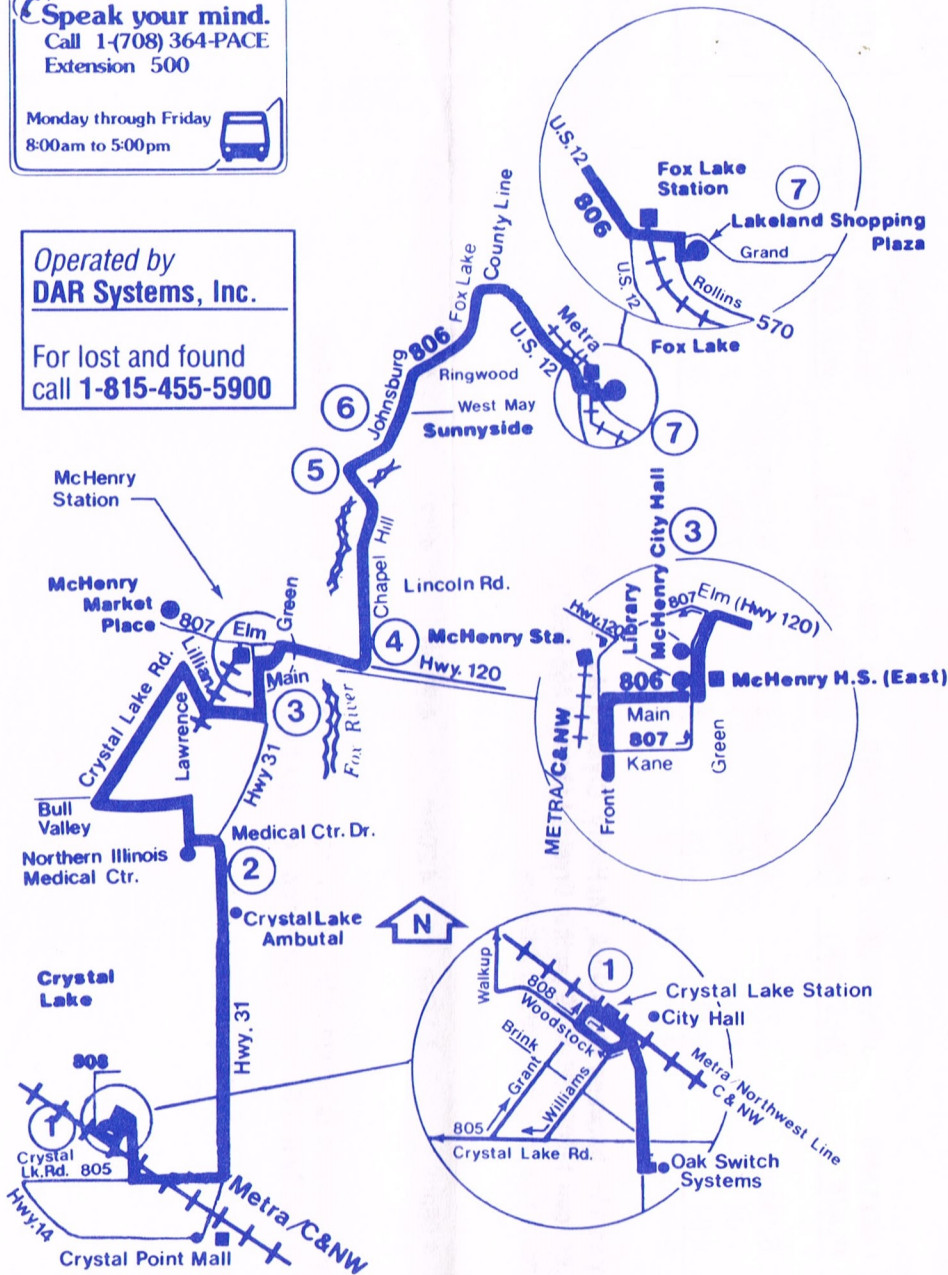 Speak your mind.
Call 1-(708) 364-PACE
Extension 500
Monday through Friday
8:00am to 5:00pm
Operated by
DAR Systems, Inc.
For lost and found
call 1-815-455-5900
U.S. 12
806
Fox Lake
Station
7
Lakeland Shopping
Plaza
Grand
U.S. 12
Rollins
570
Fox Lake
County Line
Fox Lake
806
Johnsburg
6
5
U.S. 12
Metra
Ringwood
West May
Sunnyside
7
McHenry
Station
McHenry
Market
Place
807
Elm
Green
Chapel Hill
Lincoln Rd.
4
McHenry Sta.
Hwy. 120
Lillian
Main
3
Fox River
Crystal Lake Rd.
Lawrence
Hwy 31
Bull
Valley
Medical Ctr. Dr.
Northern Illinois
Medical Ctr.
2
Crystal Lake
Ambutal
N
3
Hwy.120
Library
McHenry City Hall
807
Elm (Hwy 120)
806
McHenry H.S. (East)
Main
807
Kane
Green
Front
METRA/C&NW
Crystal
Lake
Hwy. 31
808
1
Crystal
Lk.Rd.
805
Hwy.14
Metra/C&NW
Crystal Point Mall
Walkup
1
808
Crystal Lake Station
City Hall
Woodstock
Brink
Grant
Williams
Metra/Northwest Line
C & NW
805
Crystal Lake Rd.
Oak Switch
Systems